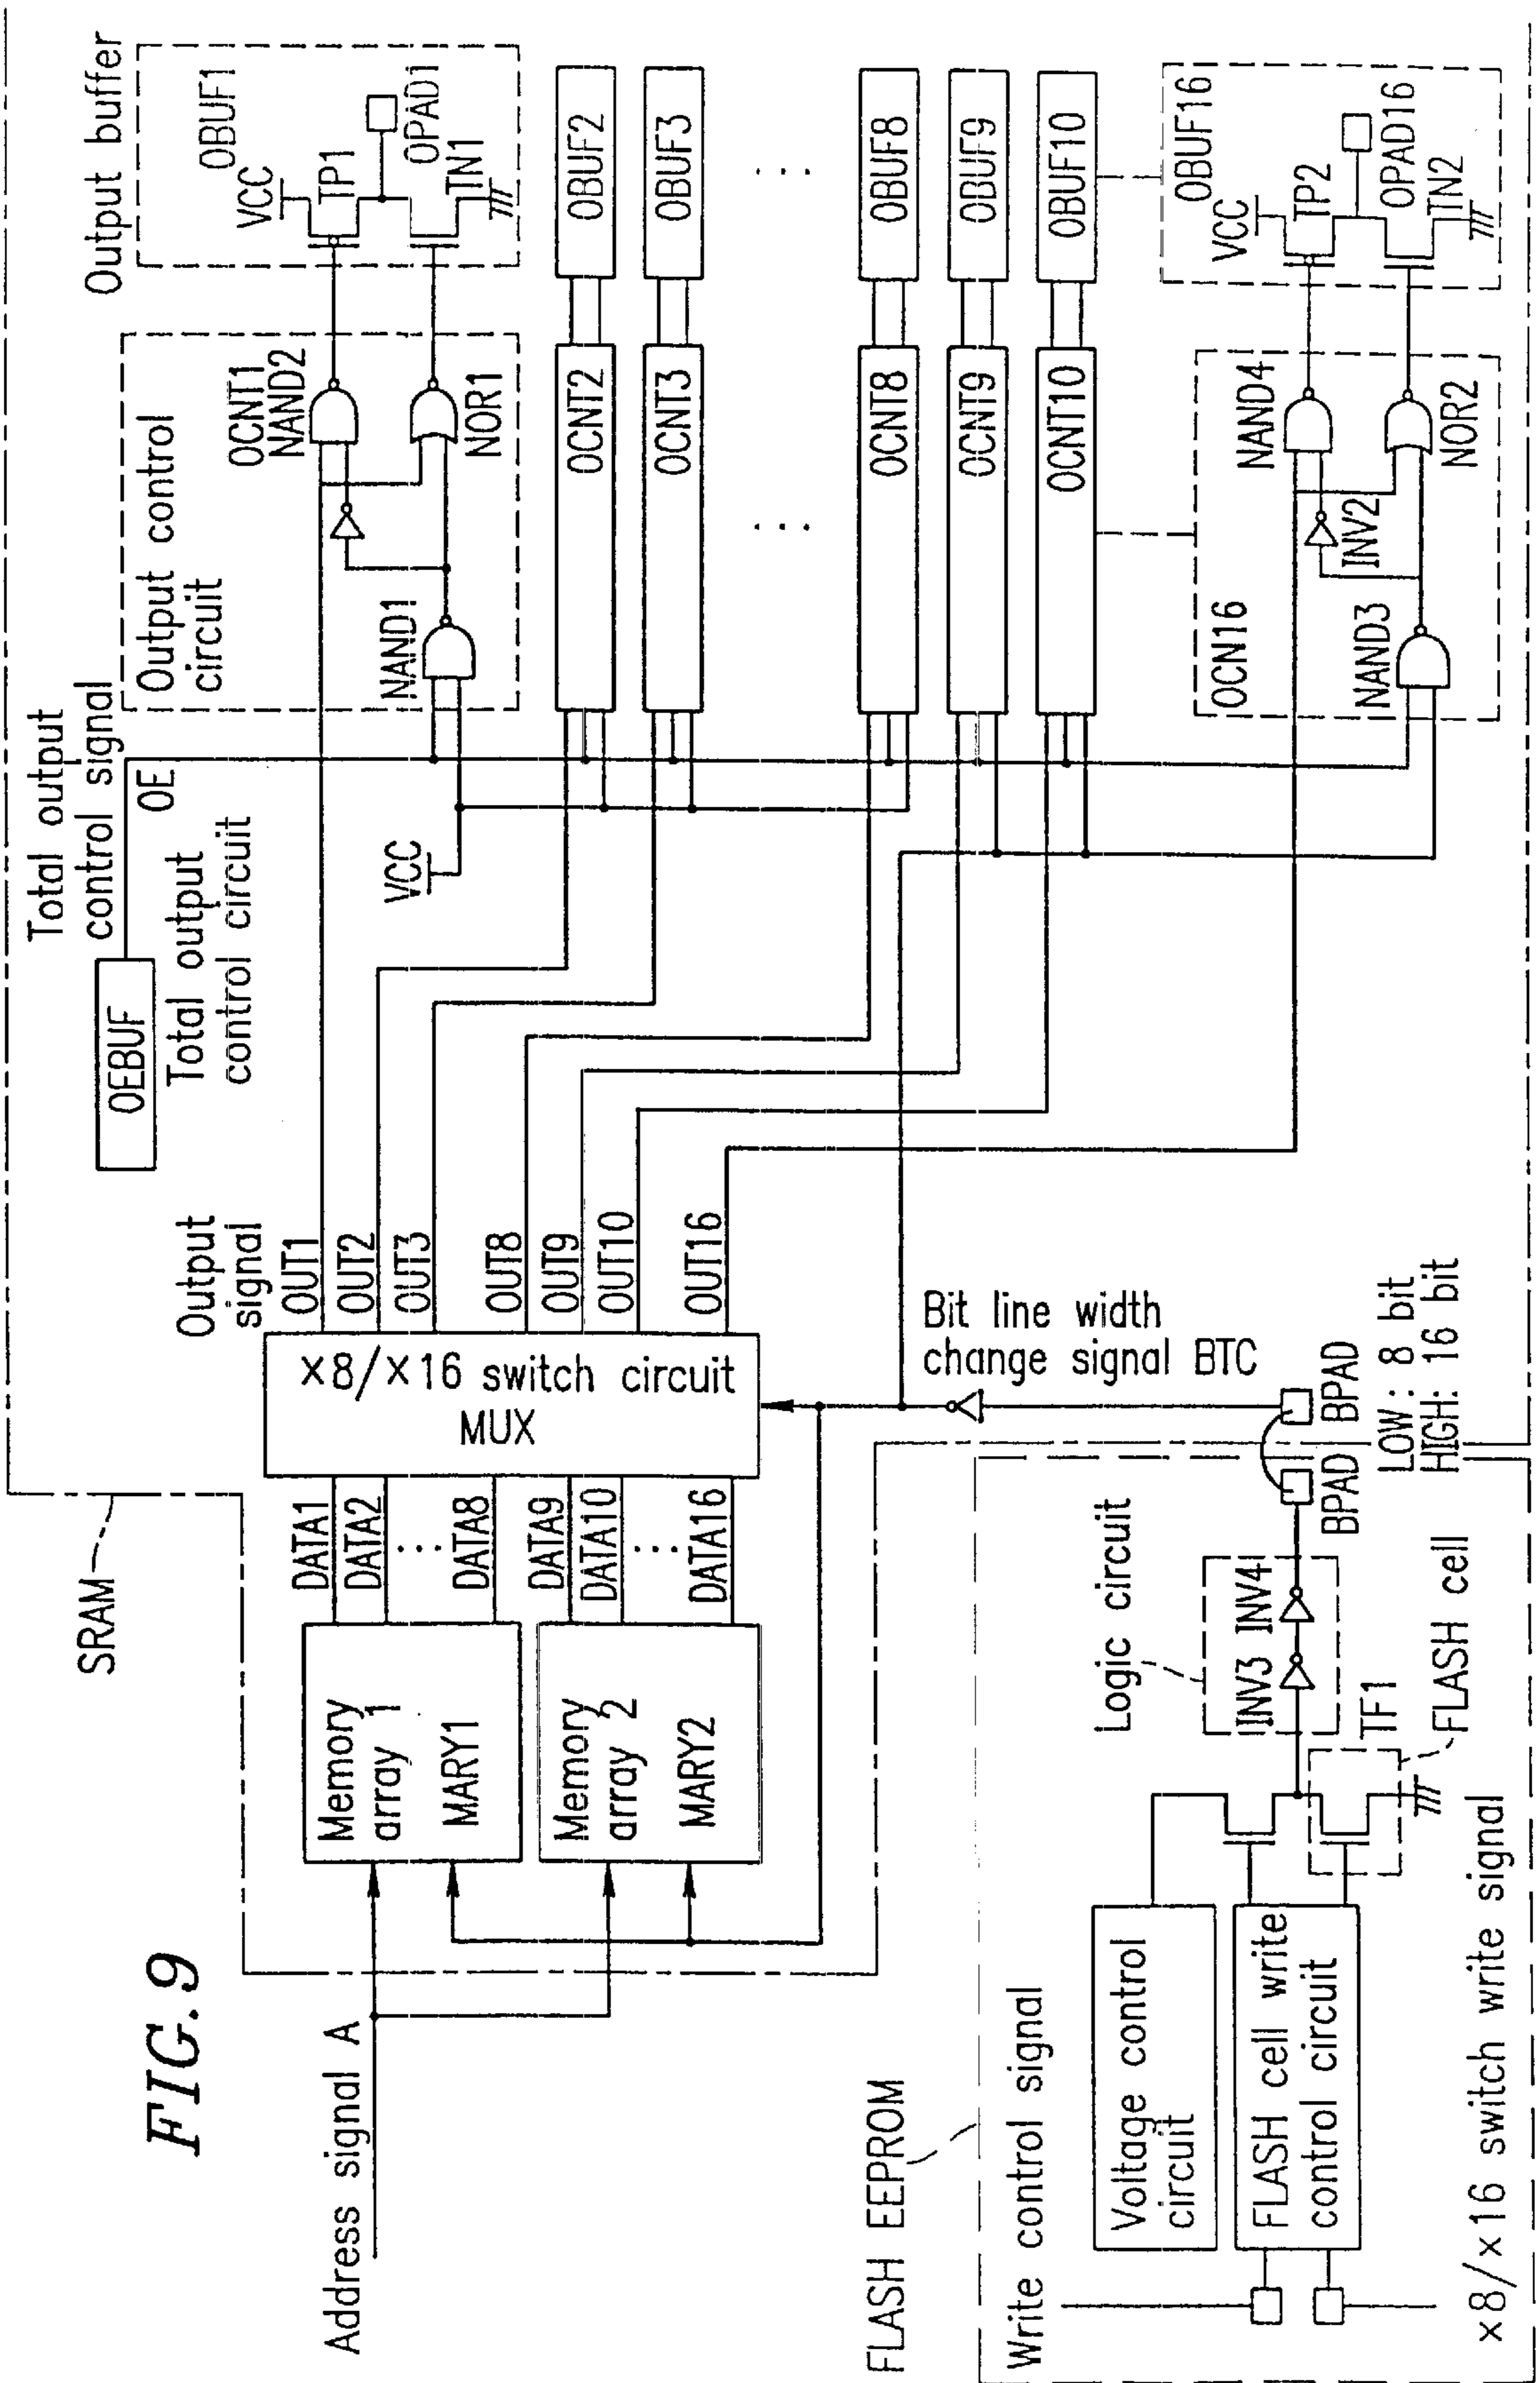 FIG. 9
SRAM
Address signal A
Memory
array 1
MARY1
Memory
array 2
MARY2
DATA1
DATA2
...
DATA8
DATA9
DATA10
...
DATA16
×8/×16 switch circuit
MUX
Output
signal
OUT1
OUT2
OUT3
OUT8
OUT9
OUT10
OUT16
OEBUF
Total output
control circuit
Total output
control signal
OE
VCC
Output control
circuit
OCNT1
NAND2
NAND1
NOR1
Output buffer
OBUF1
VCC
TP1
OPAD1
TN1
OCNT2
OBUF2
OCNT3
OBUF3
...
...
OCNT8
OBUF8
OCNT9
OBUF9
OCNT10
OBUF10
OCN16
NAND4
INV2
NAND3
NOR2
OBUF16
VCC
TP2
OPAD16
TN2
Bit line width
change signal BTC
BPAD
BPAD
LOW: 8 bit
HIGH: 16 bit
FLASH EEPROM
Write control signal
Voltage control
circuit
FLASH cell write
control circuit
×8/×16 switch write signal
Logic circuit
INV3 INV4
TF1
FLASH cell